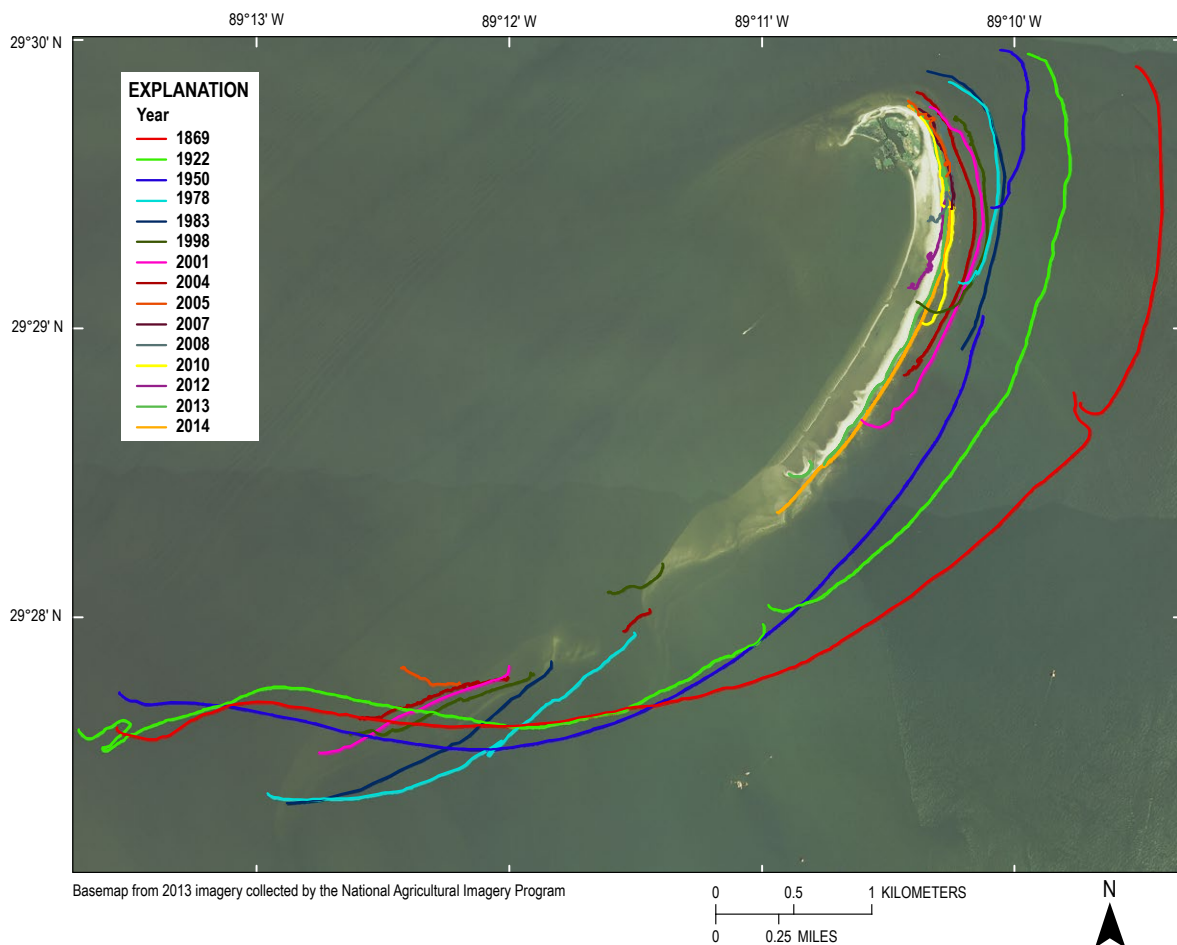 89°13' W 89°12' W 89°11' W 89°10' W
29°30' N
EXPLANATION
Year
1869
1922
1950
1978
1983
1998
2001
2004
2005
2007
2008
2010
2012
2013
2014
29°29' N
29°28' N
Basemap from 2013 imagery collected by the National Agricultural Imagery Program
0 0.5 1 KILOMETERS
0 0.25 MILES
N